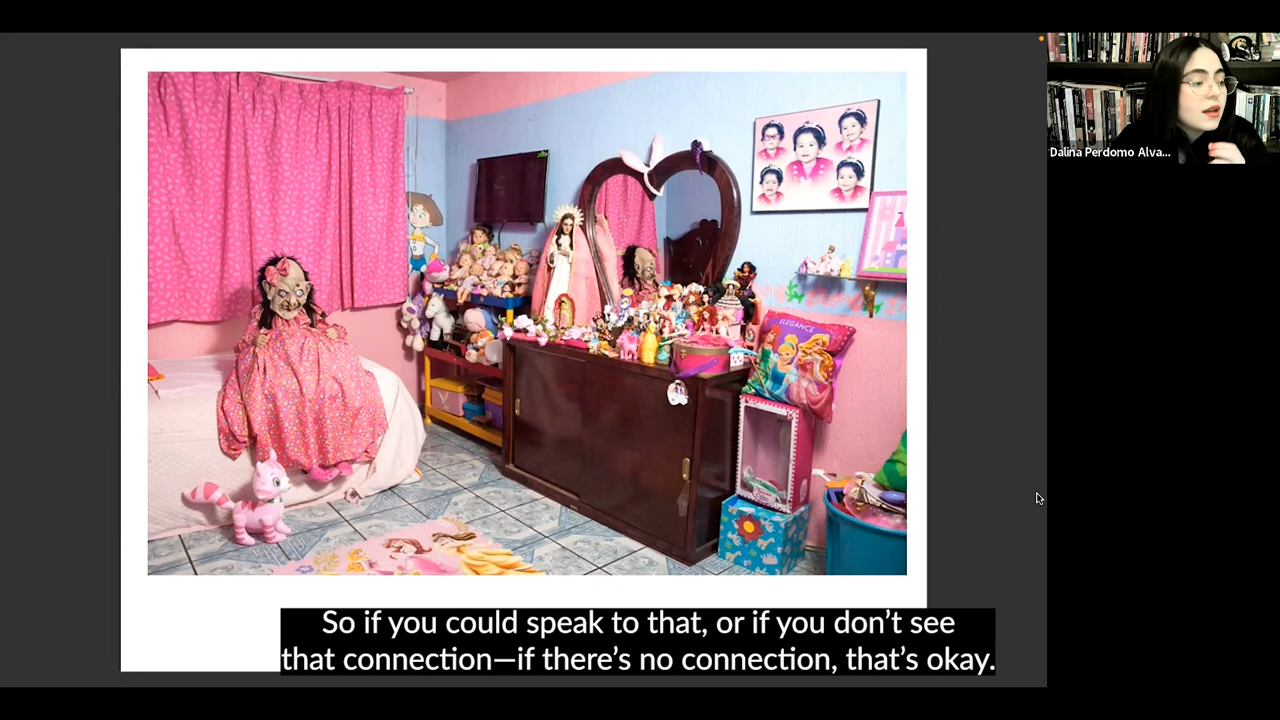 Dalina Perdomo Alva...
ELEGANCE
So if you could speak to that, or if you don't see
that connection—if there's no connection, that's okay.